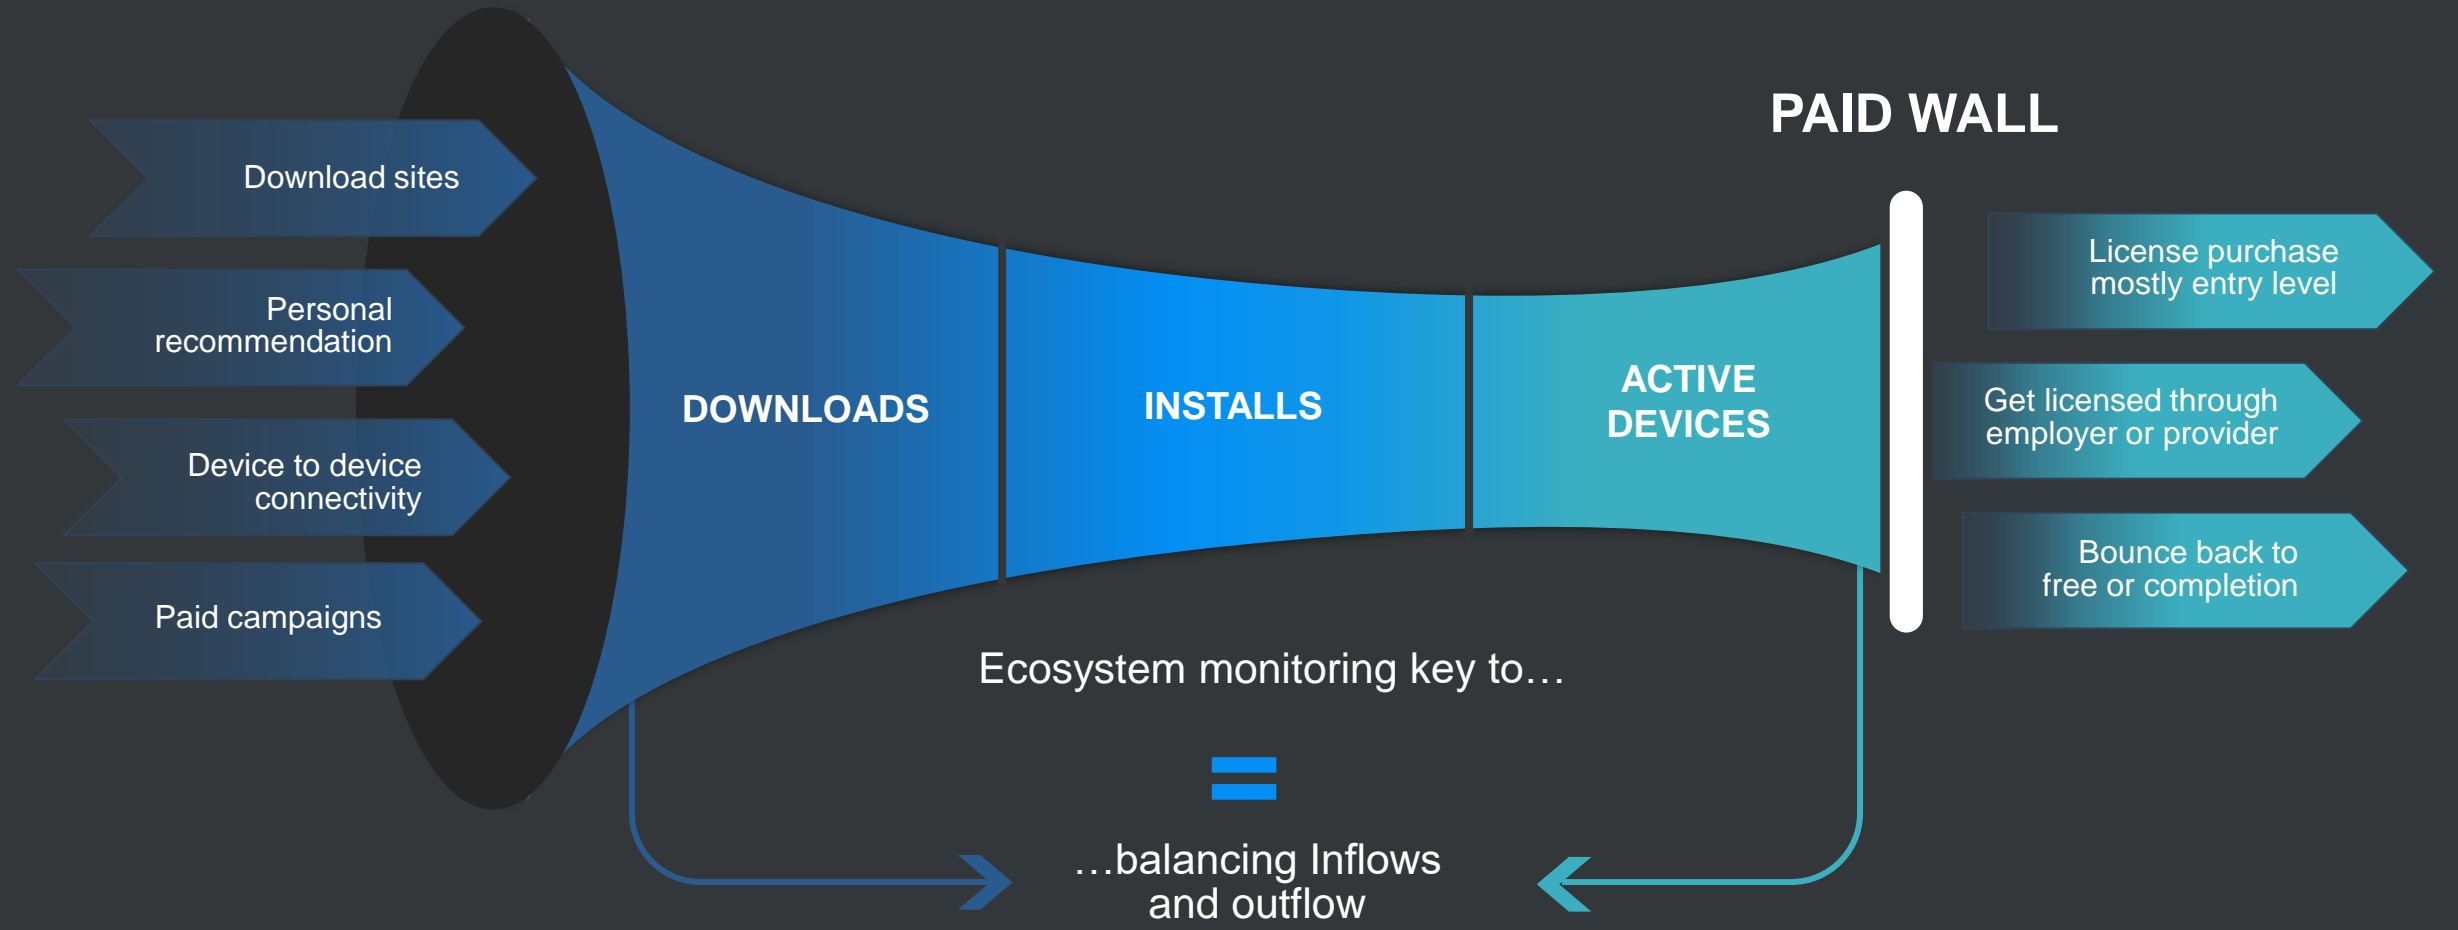 PAID WALL
Download sites
Personal
recommendation
Device to device
connectivity
Paid campaigns
DOWNLOADS
INSTALLS
ACTIVE
DEVICES
License purchase
mostly entry level
Get licensed through
employer or provider
Bounce back to
free or completion
Ecosystem monitoring key to…
=
…balancing Inflows
and outflow